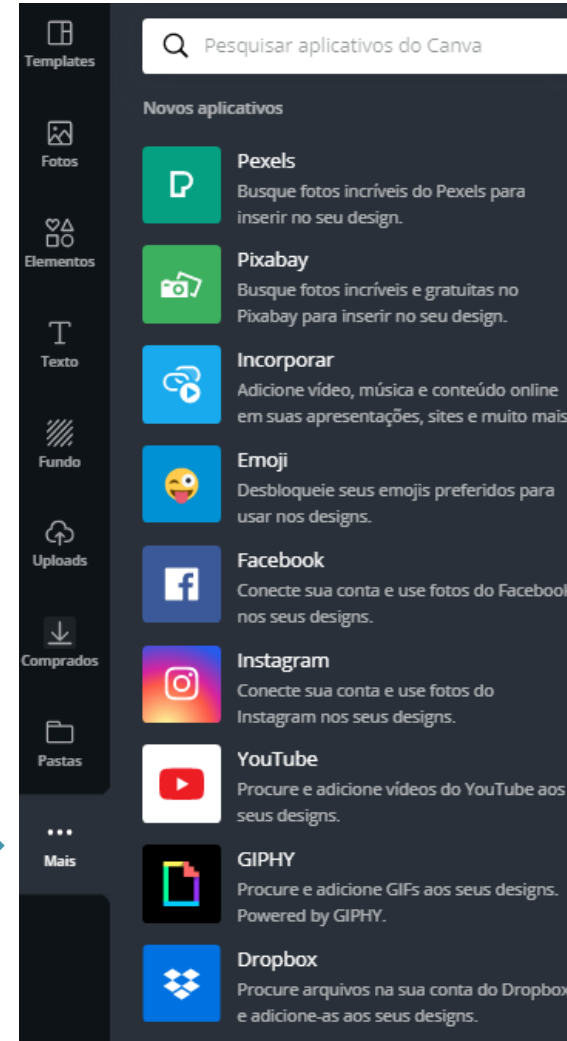 Templates
Fotos
Elementos
Texto
Fundo
Uploads
Comprados
Pastas
Mais
Pesquisar aplicativos do Canva
Novos aplicativos
Pexels
Busque fotos incríveis do Pexels para
inserir no seu design.
Pixabay
Busque fotos incríveis e gratuitas no
Pixabay para inserir no seu design.
Incorporar
Adicione vídeo, música e conteúdo online
em suas apresentações, sites e muito mais
Emoji
Desbloqueie seus emojis preferidos para
usar nos designs.
Facebook
Conecte sua conta e use fotos do Facebook
nos seus designs.
Instagram
Conecte sua conta e use fotos do
Instagram nos seus designs.
YouTube
Procure e adicione vídeos do YouTube aos
seus designs.
GIPHY
Procure e adicione GIFs aos seus designs.
Powered by GIPHY.
Dropbox
Procure arquivos na sua conta do Dropbox
e adicione-as aos seus designs.